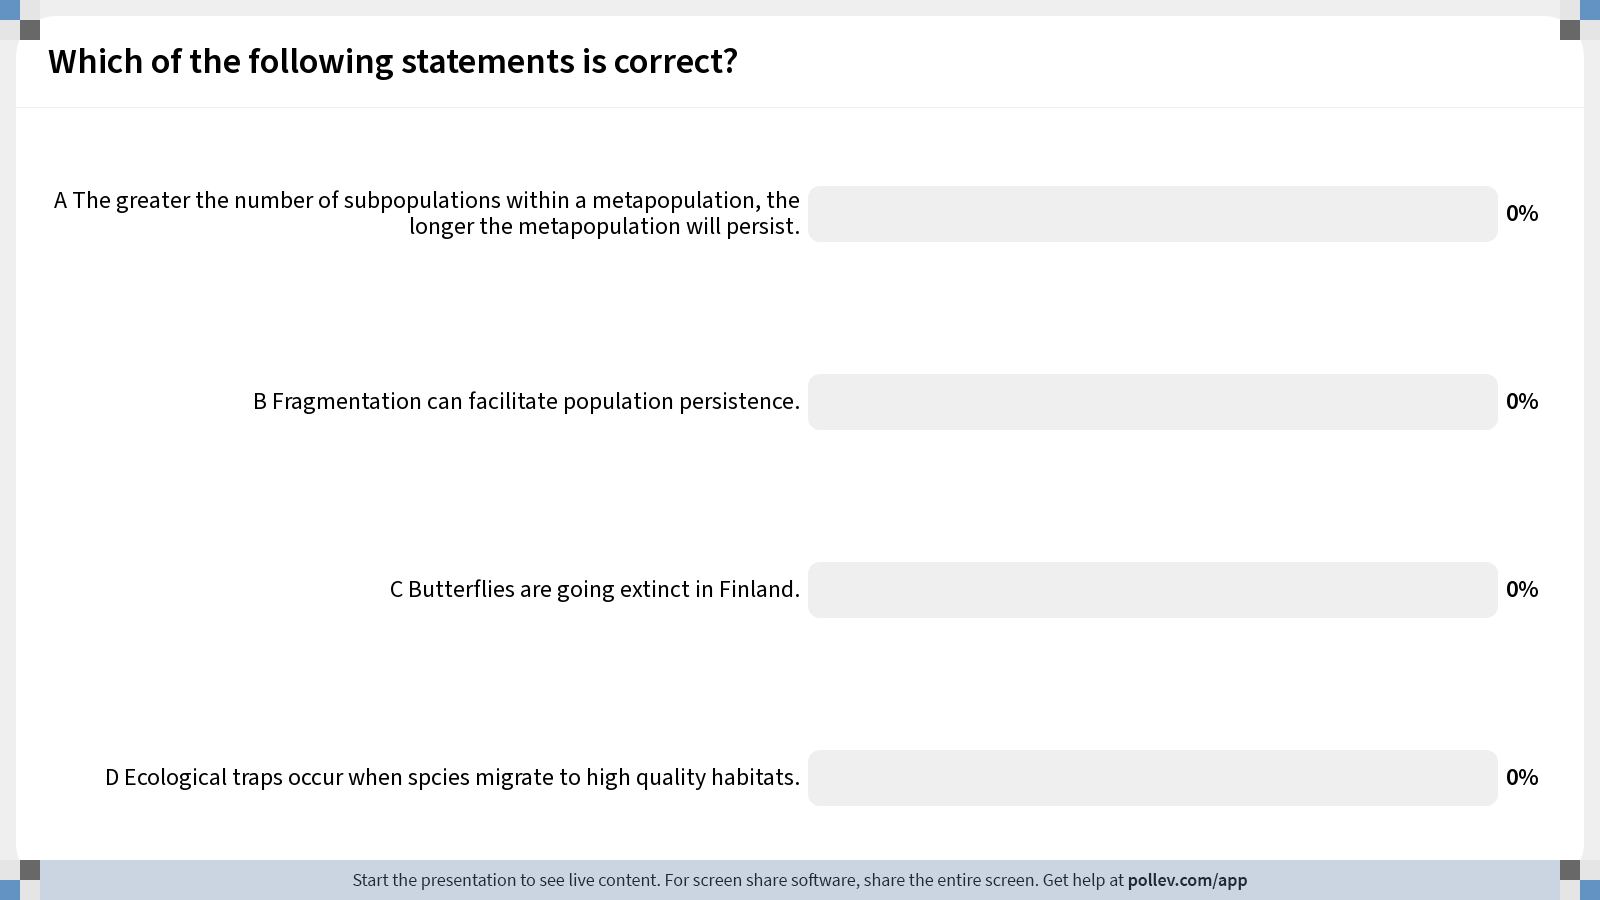 Which of the following statements is correct?
A The greater the number of subpopulations within a metapopulation, the
longer the metapopulation will persist.
0%
B Fragmentation can facilitate population persistence.
0%
C Butterflies are going extinct in Finland.
0%
D Ecological traps occur when spcies migrate to high quality habitats.
0%
Start the presentation to see live content. For screen share software, share the entire screen. Get help at pollev.com/app